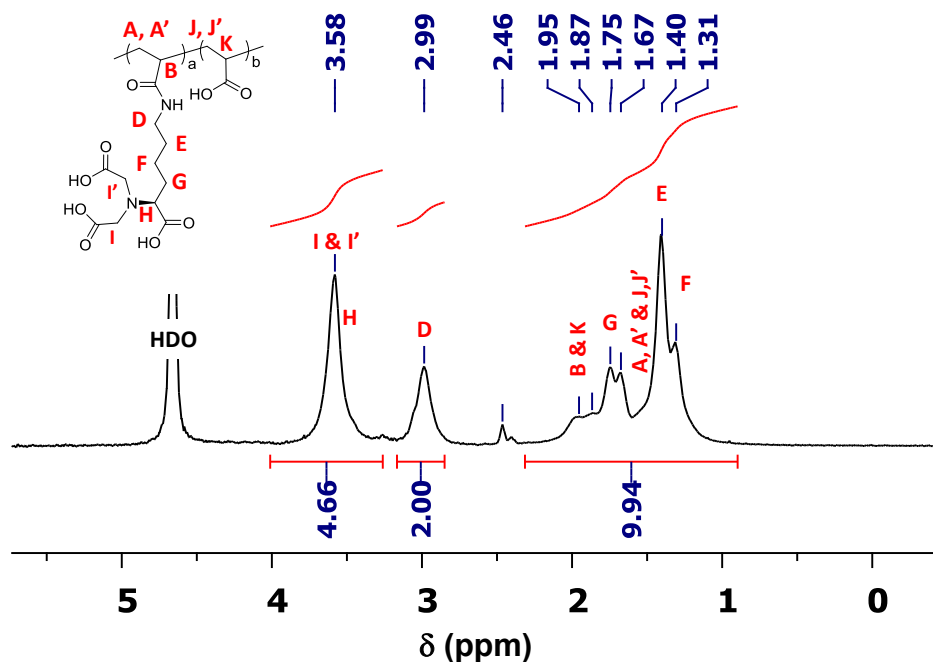 A, A’ J, J’
K
B
a
b
O
NH
HO
O
D
E
F
G
O
HO
I’
N
H
HO
O
I
HO
O
3.58
2.99
2.46
1.95
1.87
1.75
1.67
1.40
1.31
HDO
I & I’
H
D
B & K
G
A, A’ & J,J’
E
F
4.66
2.00
9.94
5
4
3
2
1
0
δ (ppm)